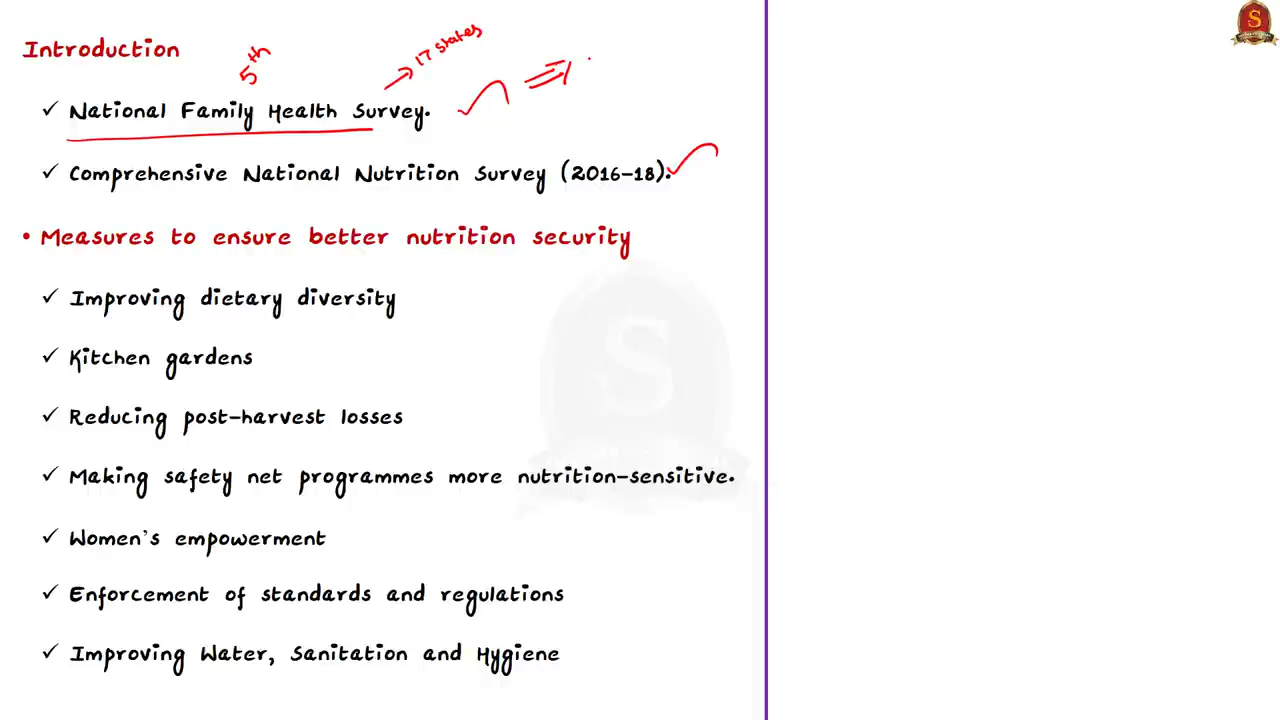 Introduction
5th
17 states
✓ National Family Health Survey.
✓ Comprehensive National Nutrition Survey (2016-18).
• Measures to ensure better nutrition security
✓ Improving dietary diversity
✓ Kitchen gardens
✓ Reducing post-harvest losses
✓ Making safety net programmes more nutrition-sensitive.
✓ Women's empowerment
✓ Enforcement of standards and regulations
✓ Improving Water, Sanitation and Hygiene
S
S